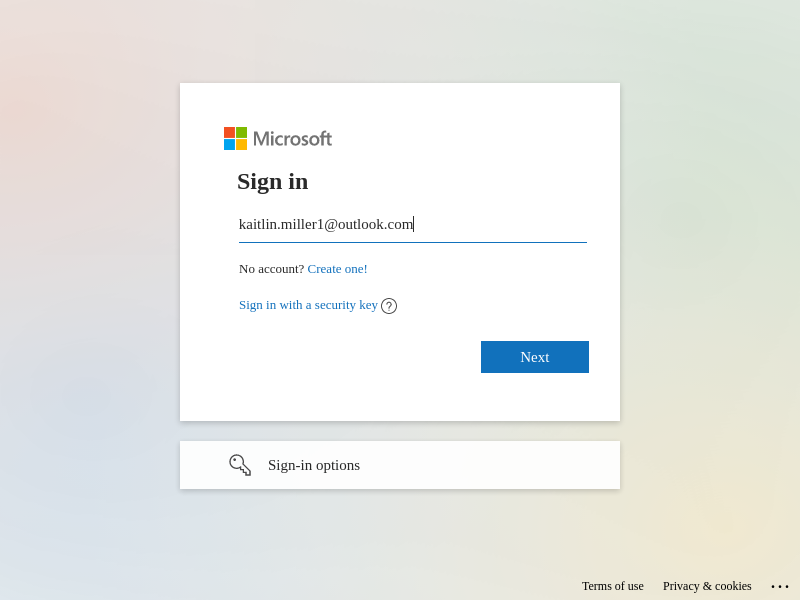 Microsoft
Sign in
kaitlin.miller1@outlook.com
No account? Create one!
Sign in with a security key ?
Next
Sign-in options
Terms of use Privacy & cookies ...